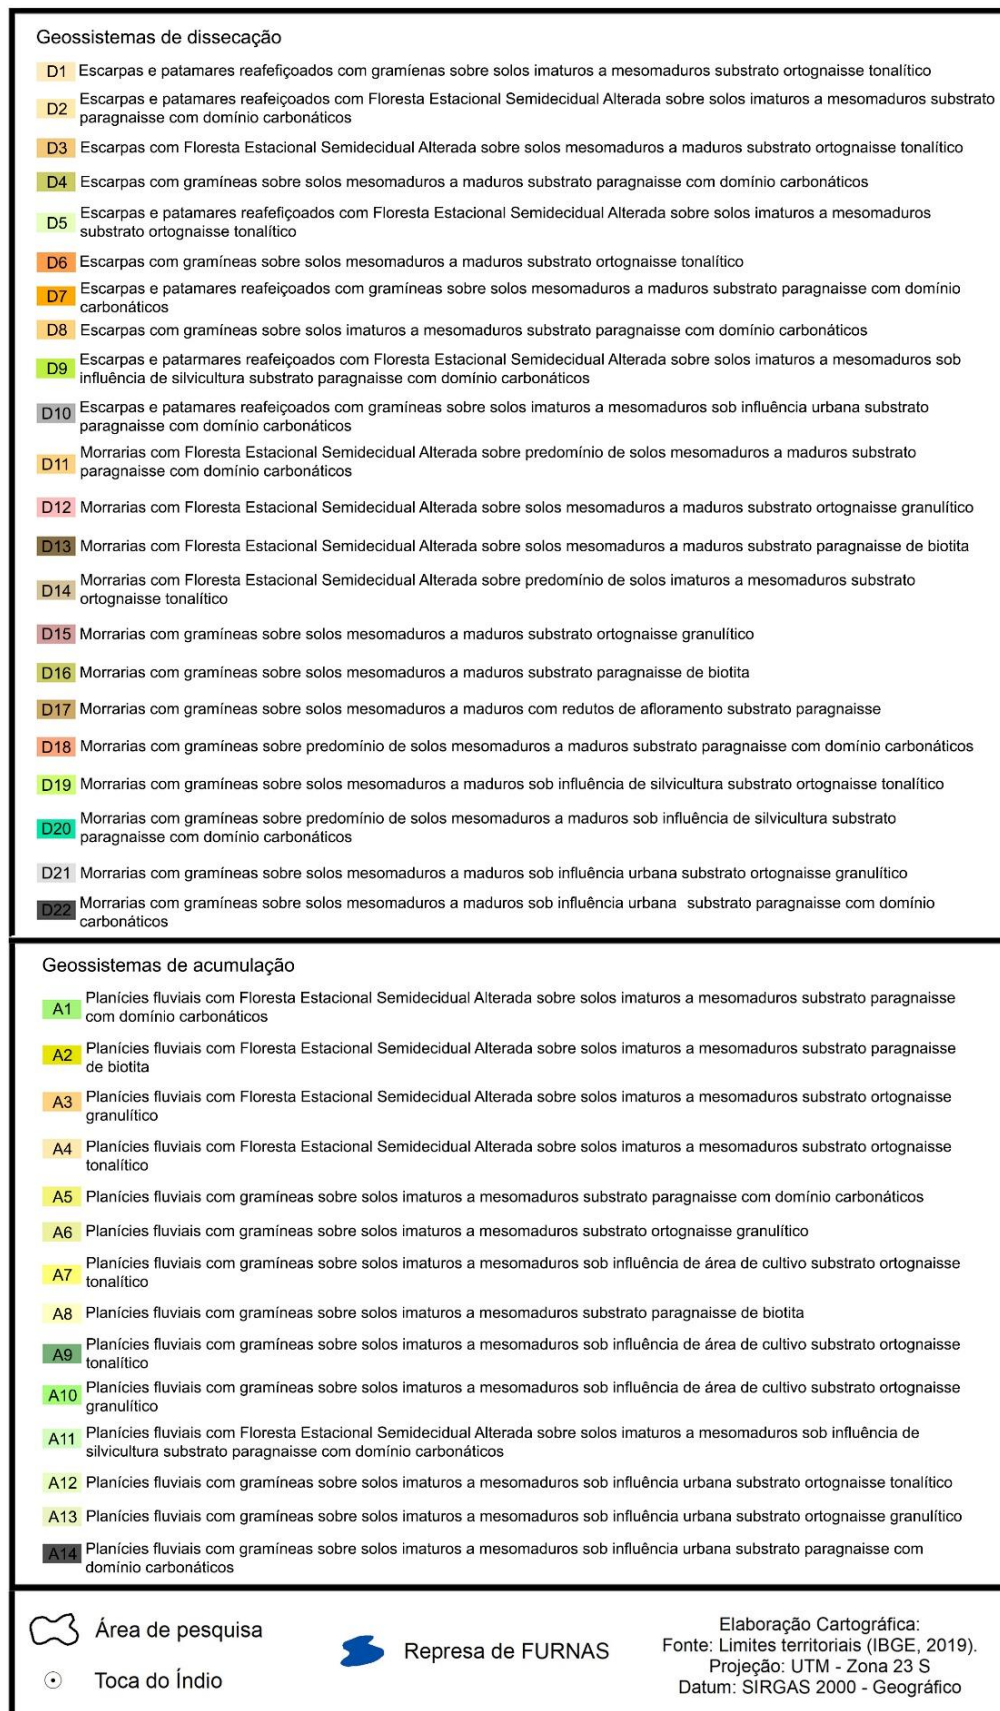 Geossistemas de dissecação
D1 Escarpas e patamares reafefiçoados com gramíenas sobre solos imaturos a mesomaduros substrato ortognaisse tonalítico
D2 Escarpas e patamares reafeiçoados com Floresta Estacional Semidecidual Alterada sobre solos imaturos a mesomaduros substrato
paragnaisse com domínio carbonáticos
D3 Escarpas com Floresta Estacional Semidecidual Alterada sobre solos mesomaduros a maduros substrato ortognaisse tonalítico
D4 Escarpas com gramíneas sobre solos mesomaduros a maduros substrato paragnaisse com domínio carbonáticos
D5 Escarpas e patamares reafefiçoados com Floresta Estacional Semidecidual Alterada sobre solos imaturos a mesomaduros
substrato ortognaisse tonalítico
D6 Escarpas com gramíneas sobre solos mesomaduros a maduros substrato ortognaisse tonalítico
D7 Escarpas e patamares reafeiçoados com gramíneas sobre solos mesomaduros a maduros substrato paragnaisse com domínio
carbonáticos
D8 Escarpas com gramíneas sobre solos imaturos a mesomaduros substrato paragnaisse com domínio carbonáticos
D9 Escarpas e patarmares reafeiçoados com Floresta Estacional Semidecidual Alterada sobre solos imaturos a mesomaduros sob
influência de silvicultura substrato paragnaisse com domínio carbonáticos
D10 Escarpas e patamares reafeiçoados com gramíneas sobre solos imaturos a mesomaduros sob influência urbana substrato
paragnaisse com domínio carbonáticos
D11 Morrarias com Floresta Estacional Semidecidual Alterada sobre predomínio de solos mesomaduros a maduros substrato
paragnaisse com domínio carbonáticos
D12 Morrarias com Floresta Estacional Semidecidual Alterada sobre solos mesomaduros a maduros substrato ortognaisse granulítico
D13 Morrarias com Floresta Estacional Semidecidual Alterada sobre solos mesomaduros a maduros substrato paragnaisse de biotita
D14 Morrarias com Floresta Estacional Semidecidual Alterada sobre predomínio de solos imaturos a mesomaduros substrato
ortognaisse tonalítico
D15 Morrarias com gramíneas sobre solos mesomaduros a maduros substrato ortognaisse granulítico
D16 Morrarias com gramíneas sobre solos mesomaduros a maduros substrato paragnaisse de biotita
D17 Morrarias com gramíneas sobre solos mesomaduros a maduros com redutos de afloramento substrato paragnaisse
D18 Morrarias com gramíneas sobre predomínio de solos mesomaduros a maduros substrato paragnaisse com domínio carbonáticos
D19 Morrarias com gramíneas sobre solos mesomaduros a maduros sob influência de silvicultura substrato ortognaisse tonalítico
D20 Morrarias com gramíneas sobre predomínio de solos mesomaduros a maduros sob influência de silvicultura substrato
paragnaisse com domínio carbonáticos
D21 Morrarias com gramíneas sobre solos mesomaduros a maduros sob influência urbana substrato ortognaisse granulítico
D22 Morrarias com gramíneas sobre solos mesomaduros a maduros sob influência urbana substrato paragnaisse com domínio
carbonáticos
Geossistemas de acumulação
A1 Planícies fluviais com Floresta Estacional Semidecidual Alterada sobre solos imaturos a mesomaduros substrato paragnaisse
com domínio carbonáticos
A2 Planícies fluviais com Floresta Estacional Semidecidual Alterada sobre solos imaturos a mesomaduros substrato paragnaisse
de biotita
A3 Planícies fluviais com Floresta Estacional Semidecidual Alterada sobre solos imaturos a mesomaduros substrato ortognaisse
granulítico
A4 Planícies fluviais com Floresta Estacional Semidecidual Alterada sobre solos imaturos a mesomaduros substrato ortognaisse
tonalítico
A5 Planícies fluviais com gramíneas sobre solos imaturos a mesomaduros substrato paragnaisse com domínio carbonáticos
A6 Planícies fluviais com gramíneas sobre solos imaturos a mesomaduros substrato ortognaisse granulítico
A7 Planícies fluviais com gramíneas sobre solos imaturos a mesomaduros sob influência de área de cultivo substrato ortognaisse
tonalítico
A8 Planícies fluviais com gramíneas sobre solos imaturos a mesomaduros substrato paragnaisse de biotita
A9 Planícies fluviais com gramíneas sobre solos imaturos a mesomaduros sob influência de área de cultivo substrato ortognaisse
tonalítico
A10 Planícies fluviais com gramíneas sobre solos imaturos a mesomaduros sob influência de área de cultivo substrato ortognaisse
granulítico
A11 Planícies fluviais com Floresta Estacional Semidecidual Alterada sobre solos imaturos a mesomaduros sob influência de
silvicultura substrato paragnaisse com domínio carbonáticos
A12 Planícies fluviais com gramíneas sobre solos imaturos a mesomaduros sob influência urbana substrato ortognaisse tonalítico
A13 Planícies fluviais com gramíneas sobre solos imaturos a mesomaduros sob influência urbana substrato ortognaisse granulítico
A14 Planícies fluviais com gramíneas sobre solos imaturos a mesomaduros sob influência urbana substrato paragnaisse com
domínio carbonáticos
Área de pesquisa
Toca do Índio
Represa de FURNAS
Elaboração Cartográfica:
Fonte: Limites territoriais (IBGE, 2019).
Projeção: UTM - Zona 23 S
Datum: SIRGAS 2000 - Geográfico